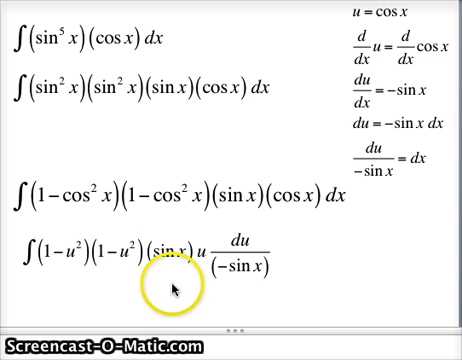 ∫(sin⁵ x)(cos x) dx
∫(sin² x)(sin² x)(sin x)(cos x) dx
∫(1 − cos² x)(1 − cos² x)(sin x)(cos x) dx
∫(1 − u²)(1 − u²)(sin x) u du/(−sin x)
u = cos x
d/dx u = d/dx cos x
du/dx = −sin x
du = −sin x dx
du/−sin x = dx
Screencast-O-Matic.com